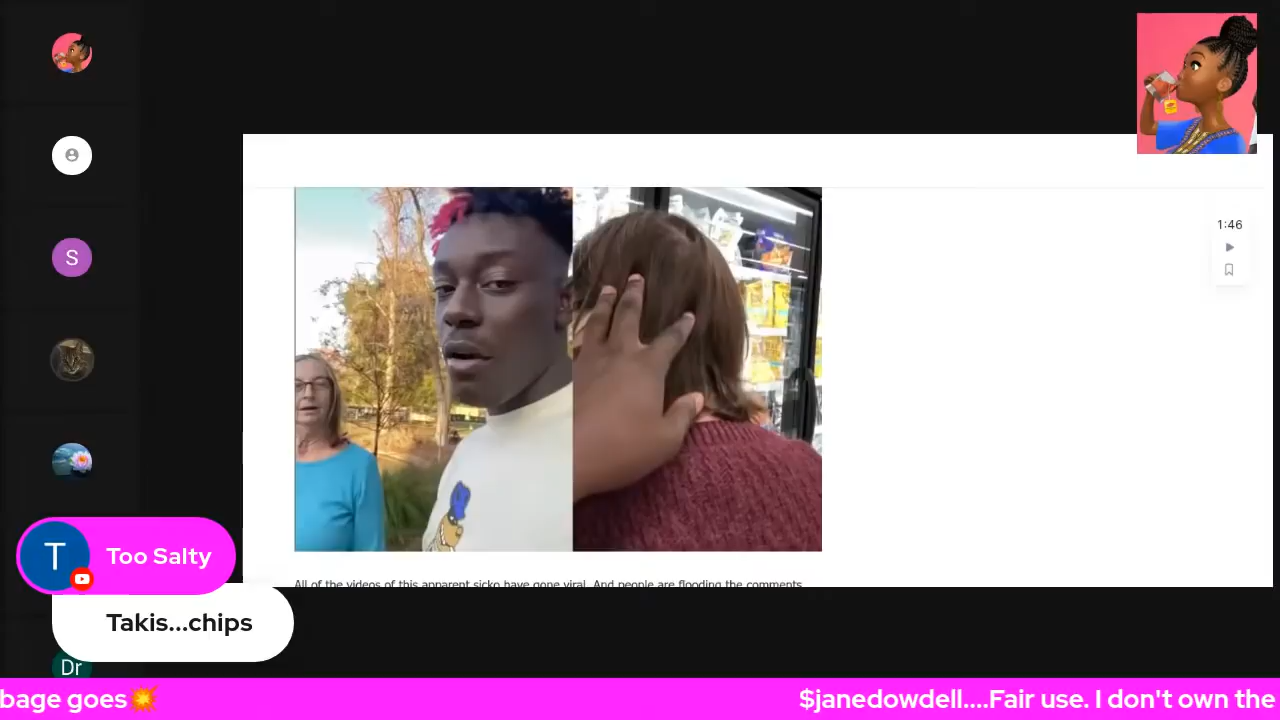 1:46
S
All of the videos of this apparent sicko have gone viral. And people are flooding the comments
T
Too Salty
Takis...chips
Dr
bage goes💥
$janedowdell....Fair use. I don't own the